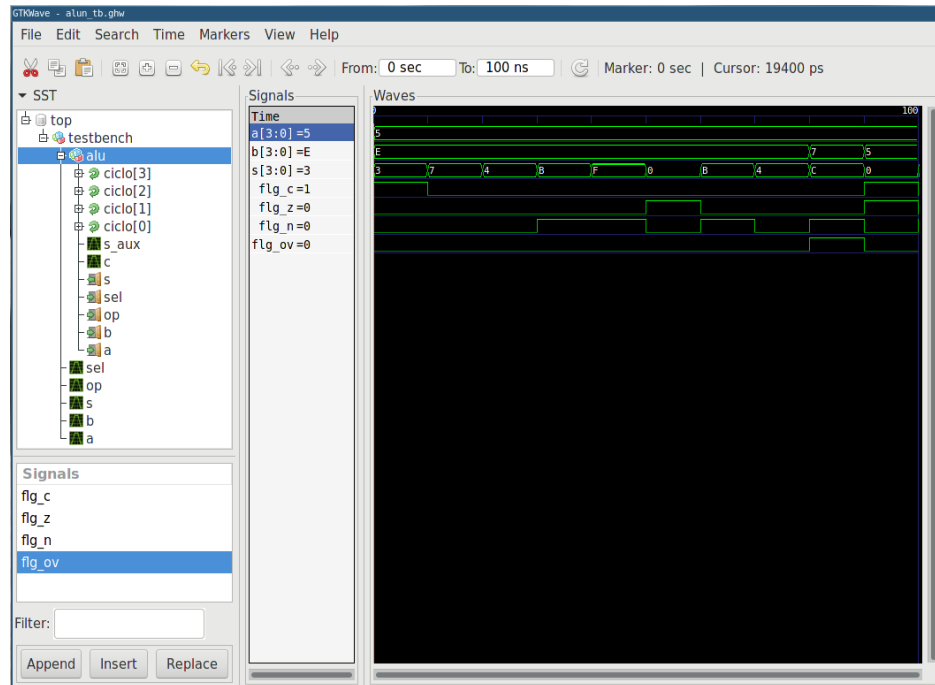 GTKWave - alun_tb.ghw
File Edit Search Time Markers View Help
From: 0 sec To: 100 ns Marker: 0 sec | Cursor: 19400 ps
SST
top
testbench
alu
ciclo[3]
ciclo[2]
ciclo[1]
ciclo[0]
s_aux
c
s
sel
op
b
a
sel
op
s
b
a
Signals
flg_c
flg_z
flg_n
flg_ov
Filter:
Append Insert Replace
Signals
Time
a[3:0] =5
b[3:0] =E
s[3:0] =3
flg_c=1
flg_z=0
flg_n=0
flg_ov=0
Waves
0 100
5
E 7 5
3 7 4 B F 0 B 4 C 0